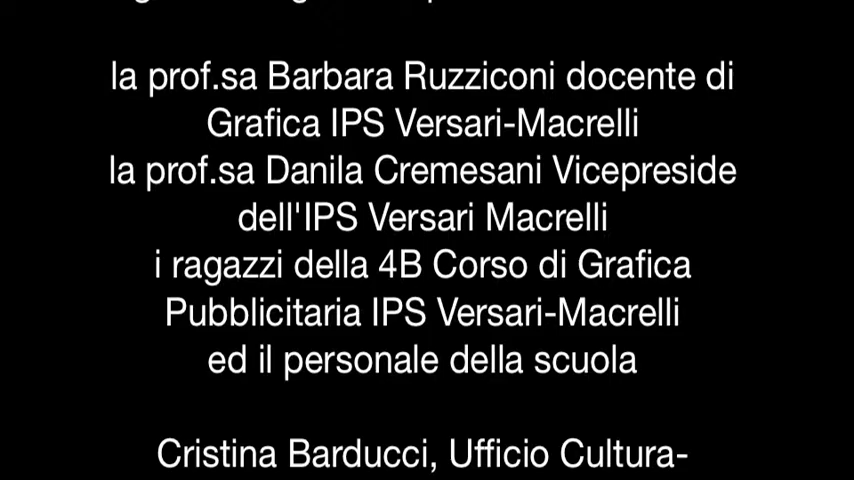 la prof.sa Barbara Ruzziconi docente di
Grafica IPS Versari-Macrelli
la prof.sa Danila Cremesani Vicepreside
dell'IPS Versari Macrelli
i ragazzi della 4B Corso di Grafica
Pubblicitaria IPS Versari-Macrelli
ed il personale della scuola
Cristina Barducci, Ufficio Cultura-